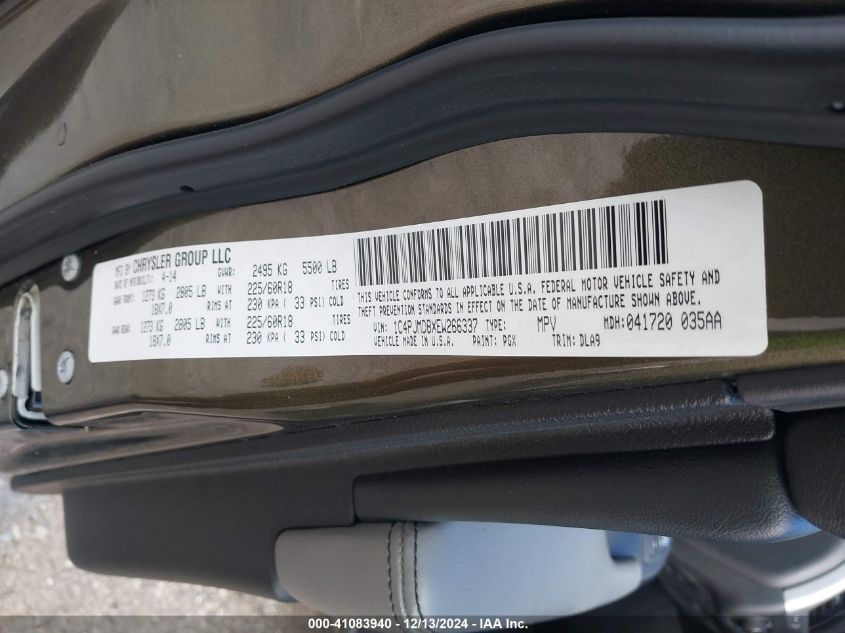 MFD BY CHRYSLER GROUP LLC
DATE OF MFR/BUILT: 4-14 GVWR: 2495 KG 5500 LB
GAWR FRONT: 1273 KG 2805 LB WITH 225/60R18 TIRES
18X7.0 RIMS AT 230 KPA ( 33 PSI) COLD
GAWR REAR: 1273 KG 2805 LB WITH 225/60R18 TIRES
18X7.0 RIMS AT 230 KPA ( 33 PSI) COLD
THIS VEHICLE CONFORMS TO ALL APPLICABLE U.S.A. FEDERAL MOTOR VEHICLE SAFETY AND
THEFT PREVENTION STANDARDS IN EFFECT ON THE DATE OF MANUFACTURE SHOWN ABOVE.
VIN: 1C4PJMDBXEW266337 TYPE: MPV MDH:041720 035AA
VEHICLE MADE IN U.S.A. PAINT: PGX TRIM: DLA9
000-41083940 - 12/13/2024 - IAAI.com